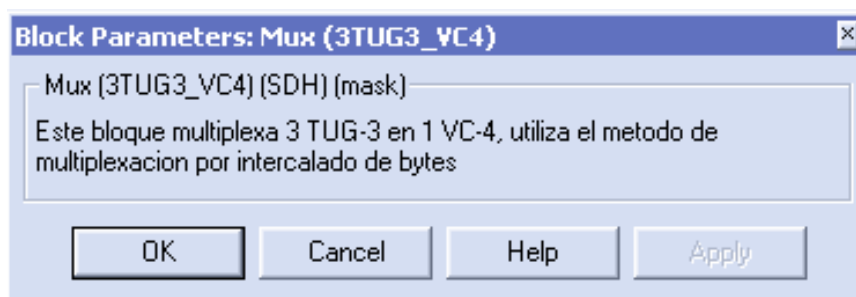 Block Parameters: Mux (3TUG3_VC4)
Mux (3TUG3_VC4) (SDH) (mask)
Este bloque multiplexa 3 TUG-3 en 1 VC-4, utiliza el metodo de
multiplexacion por intercalado de bytes
OK Cancel Help Apply